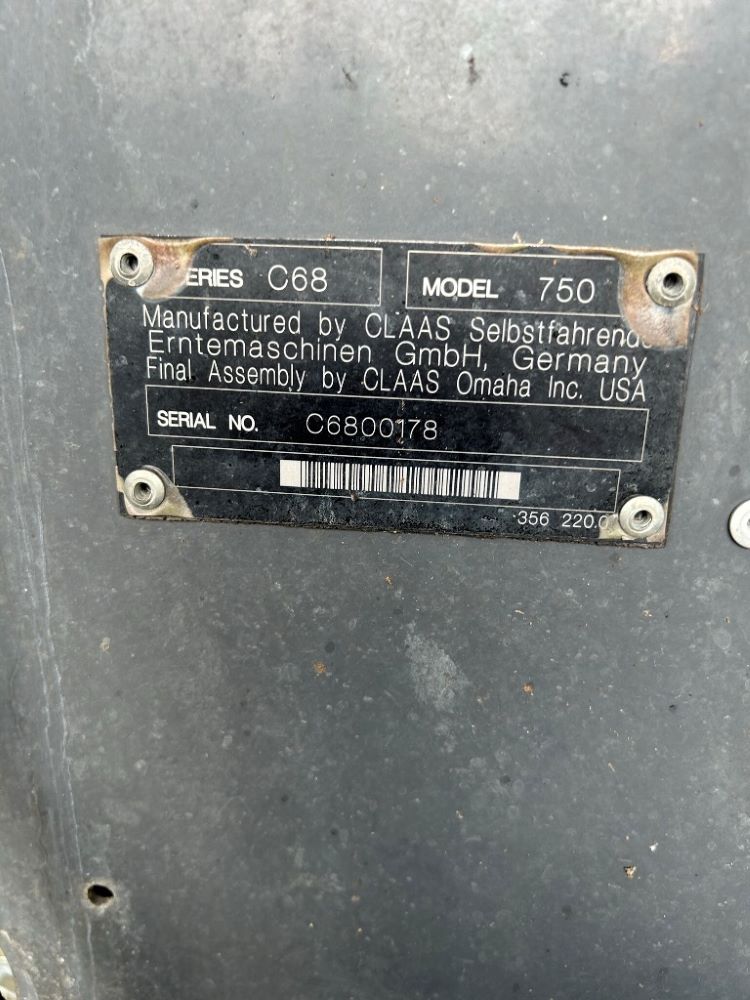 SERIES C68 MODEL 750
Manufactured by CLAAS Selbstfahrende
Erntemaschinen GmbH, Germany
Final Assembly by CLAAS Omaha Inc. USA
SERIAL NO. C6800178
356 220.0